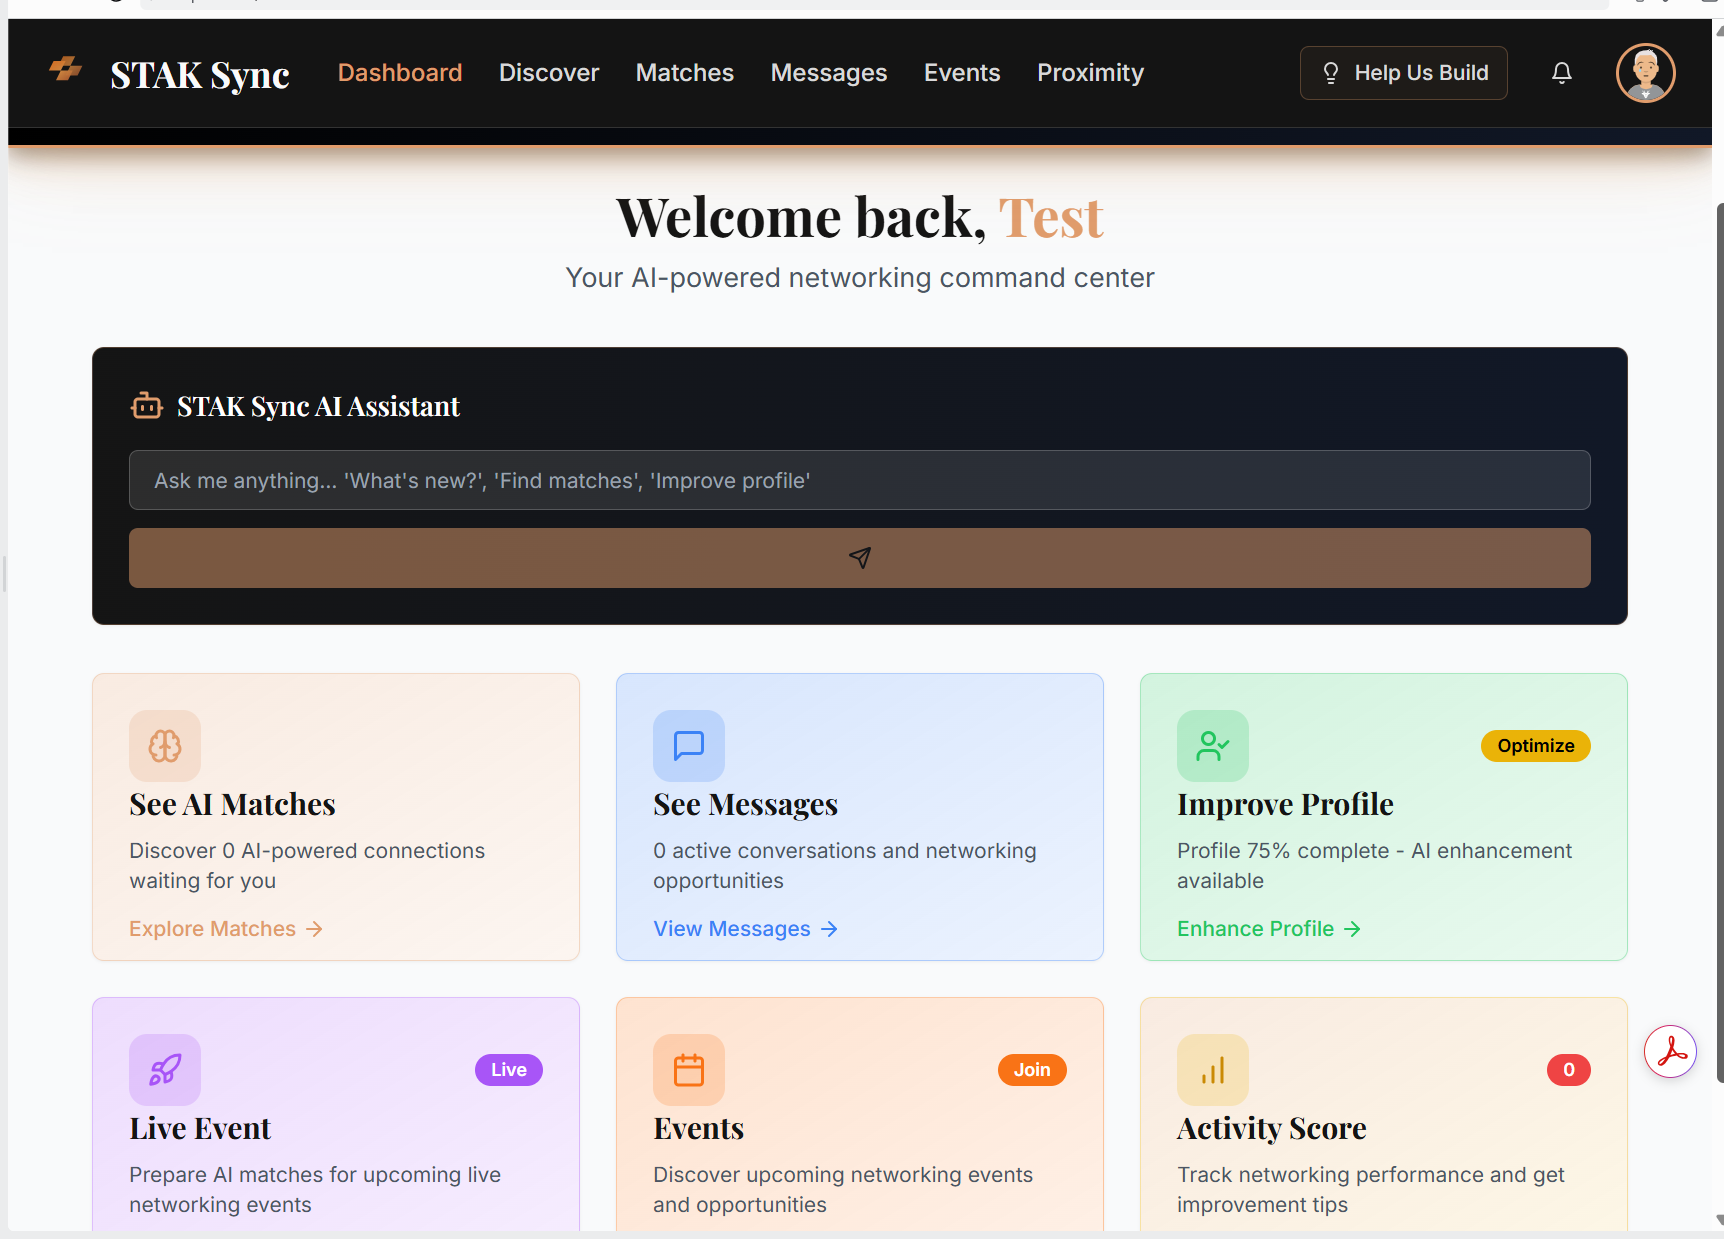 STAK Sync Dashboard Discover Matches Messages Events Proximity Help Us Build
Welcome back, Test
Your AI-powered networking command center
STAK Sync AI Assistant
Ask me anything... 'What's new?', 'Find matches', 'Improve profile'
See AI Matches
Discover 0 AI-powered connections
waiting for you
Explore Matches →
See Messages
0 active conversations and networking
opportunities
View Messages →
Optimize
Improve Profile
Profile 75% complete - AI enhancement
available
Enhance Profile →
Live
Live Event
Prepare AI matches for upcoming live
networking events
Join
Events
Discover upcoming networking events
and opportunities
0
Activity Score
Track networking performance and get
improvement tips